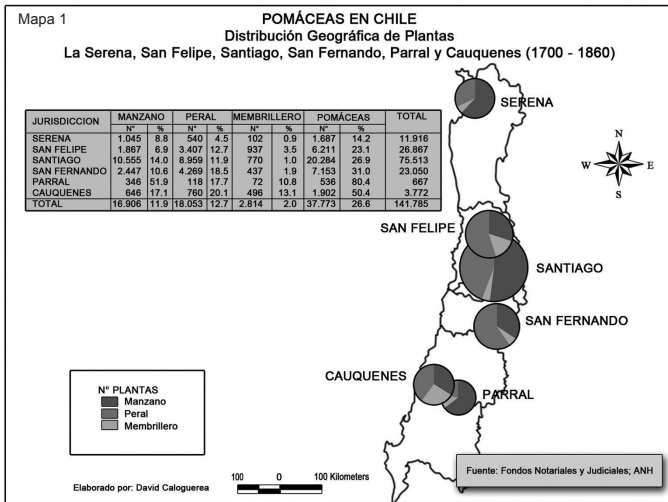 Mapa 1
POMÁCEAS EN CHILE
Distribución Geográfica de Plantas
La Serena, San Felipe, Santiago, San Fernando, Parral y Cauquenes (1700 - 1860)
JURISDICCION MANZANO PERAL MEMBRILLERO POMÁCEAS TOTAL
N° % N° % N° % N° %
SERENA 1.045 8.8 540 4.5 102 0.9 1.687 14.2 11.916
SAN FELIPE 1.867 6.9 3.407 12.7 937 3.5 6.211 23.1 26.867
SANTIAGO 10.555 14.0 8.959 11.9 770 1.0 20.284 26.9 75.513
SAN FERNANDO 2.447 10.6 4.269 18.5 437 1.9 7.153 31.0 23.050
PARRAL 346 51.9 118 17.7 72 10.8 536 80.4 667
CAUQUENES 646 17.1 760 20.1 496 13.1 1.902 50.4 3.772
TOTAL 16.906 11.9 18.053 12.7 2.814 2.0 37.773 26.6 141.785
SERENA
N
W E
S
SAN FELIPE
SANTIAGO
SAN FERNANDO
CAUQUENES
PARRAL
N° PLANTAS
Manzano
Peral
Membrillero
Elaborado por: David Caloguerea
100 0 100 Kilometers
Fuente: Fondos Notariales y Judiciales; ANH